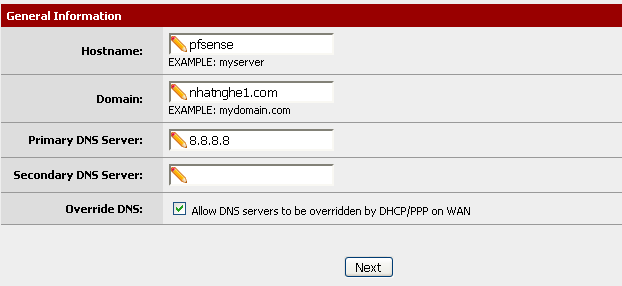 General Information
Hostname: pfsense
EXAMPLE: myserver
Domain: nhatnghe1.com
EXAMPLE: mydomain.com
Primary DNS Server: 8.8.8.8
Secondary DNS Server:
Override DNS: Allow DNS servers to be overridden by DHCP/PPP on WAN
Next